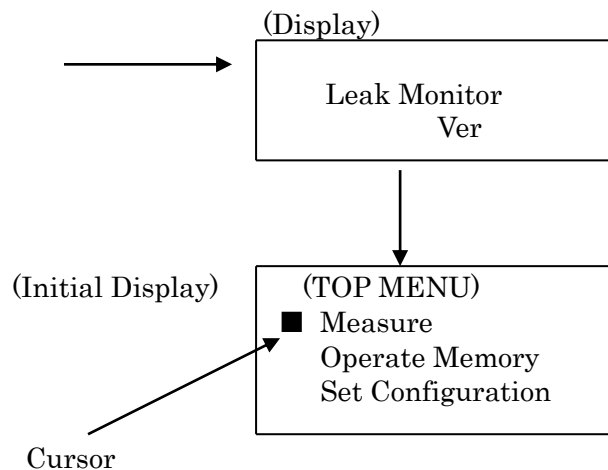 (Display)
Leak Monitor
Ver
(Initial Display)
(TOP MENU)
Measure
Operate Memory
Set Configuration
Cursor